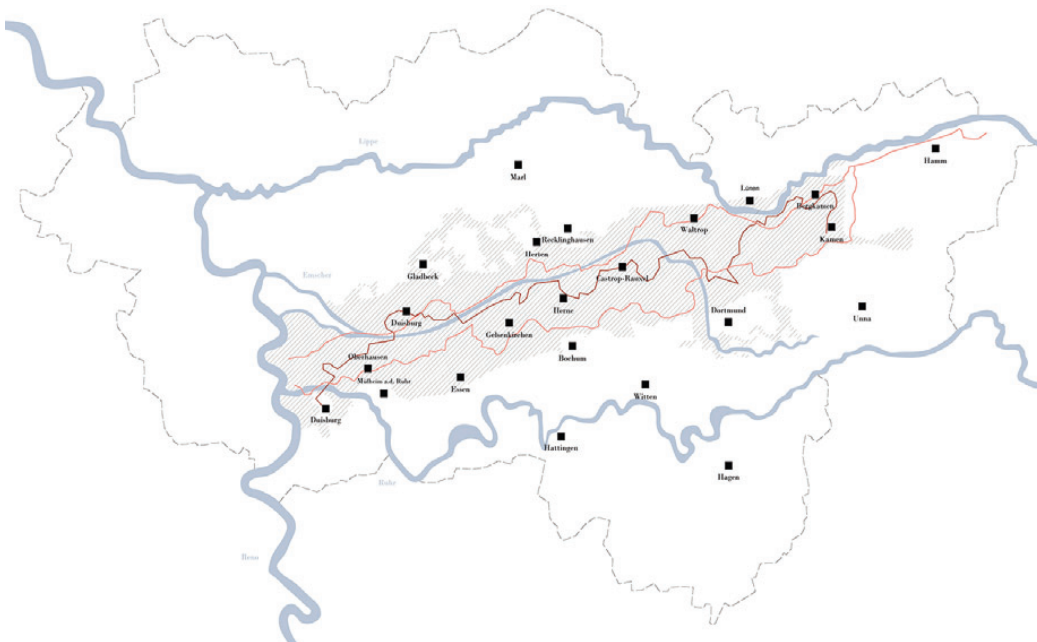 Lippe
Marl
Hamm
Lünen
Bergkamen
Waltrop
Kamen
Recklinghausen
Herten
Gladbeck
Emscher
Castrop-Rauxel
Herne
Duisburg
Gelsenkirchen
Dortmund
Unna
Bochum
Oberhausen
Mülheim a.d. Ruhr
Essen
Witten
Duisburg
Hattingen
Hagen
Ruhr